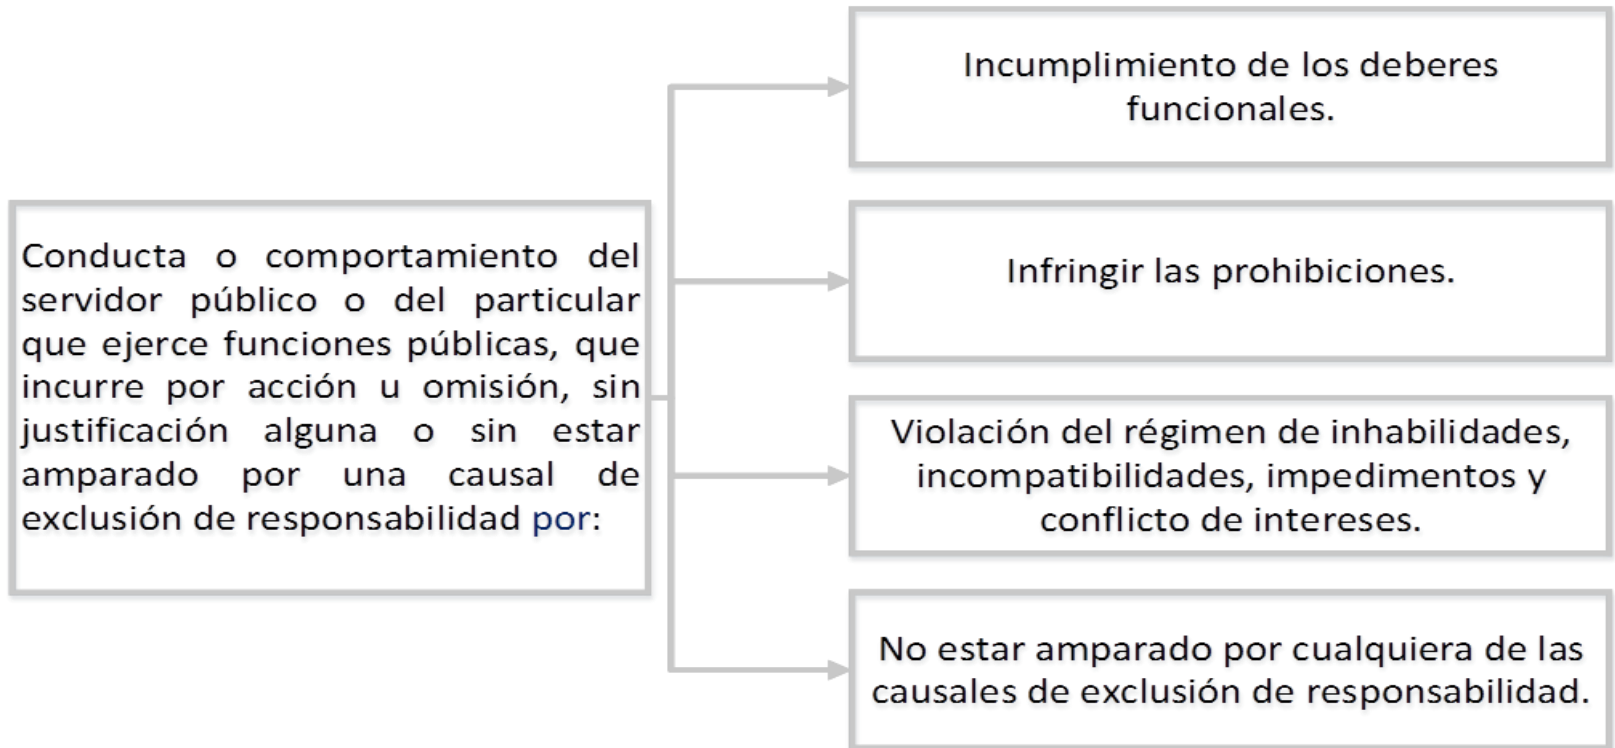 Conducta o comportamiento del
servidor público o del particular
que ejerce funciones públicas, que
incurre por acción u omisión, sin
justificación alguna o sin estar
amparado por una causal de
exclusión de responsabilidad por:
Incumplimiento de los deberes
funcionales.
Infringir las prohibiciones.
Violación del régimen de inhabilidades,
incompatibilidades, impedimentos y
conflicto de intereses.
No estar amparado por cualquiera de las
causales de exclusión de responsabilidad.